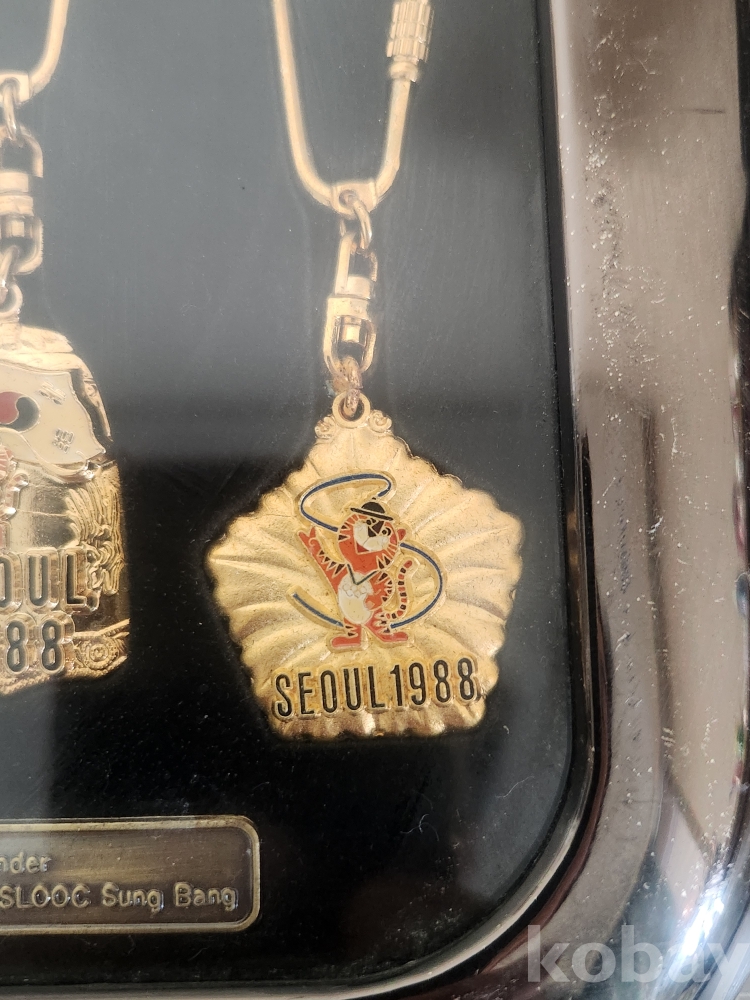 OUL
88
SEOUL1988
nder
SLOOC Sung Bang
kobay